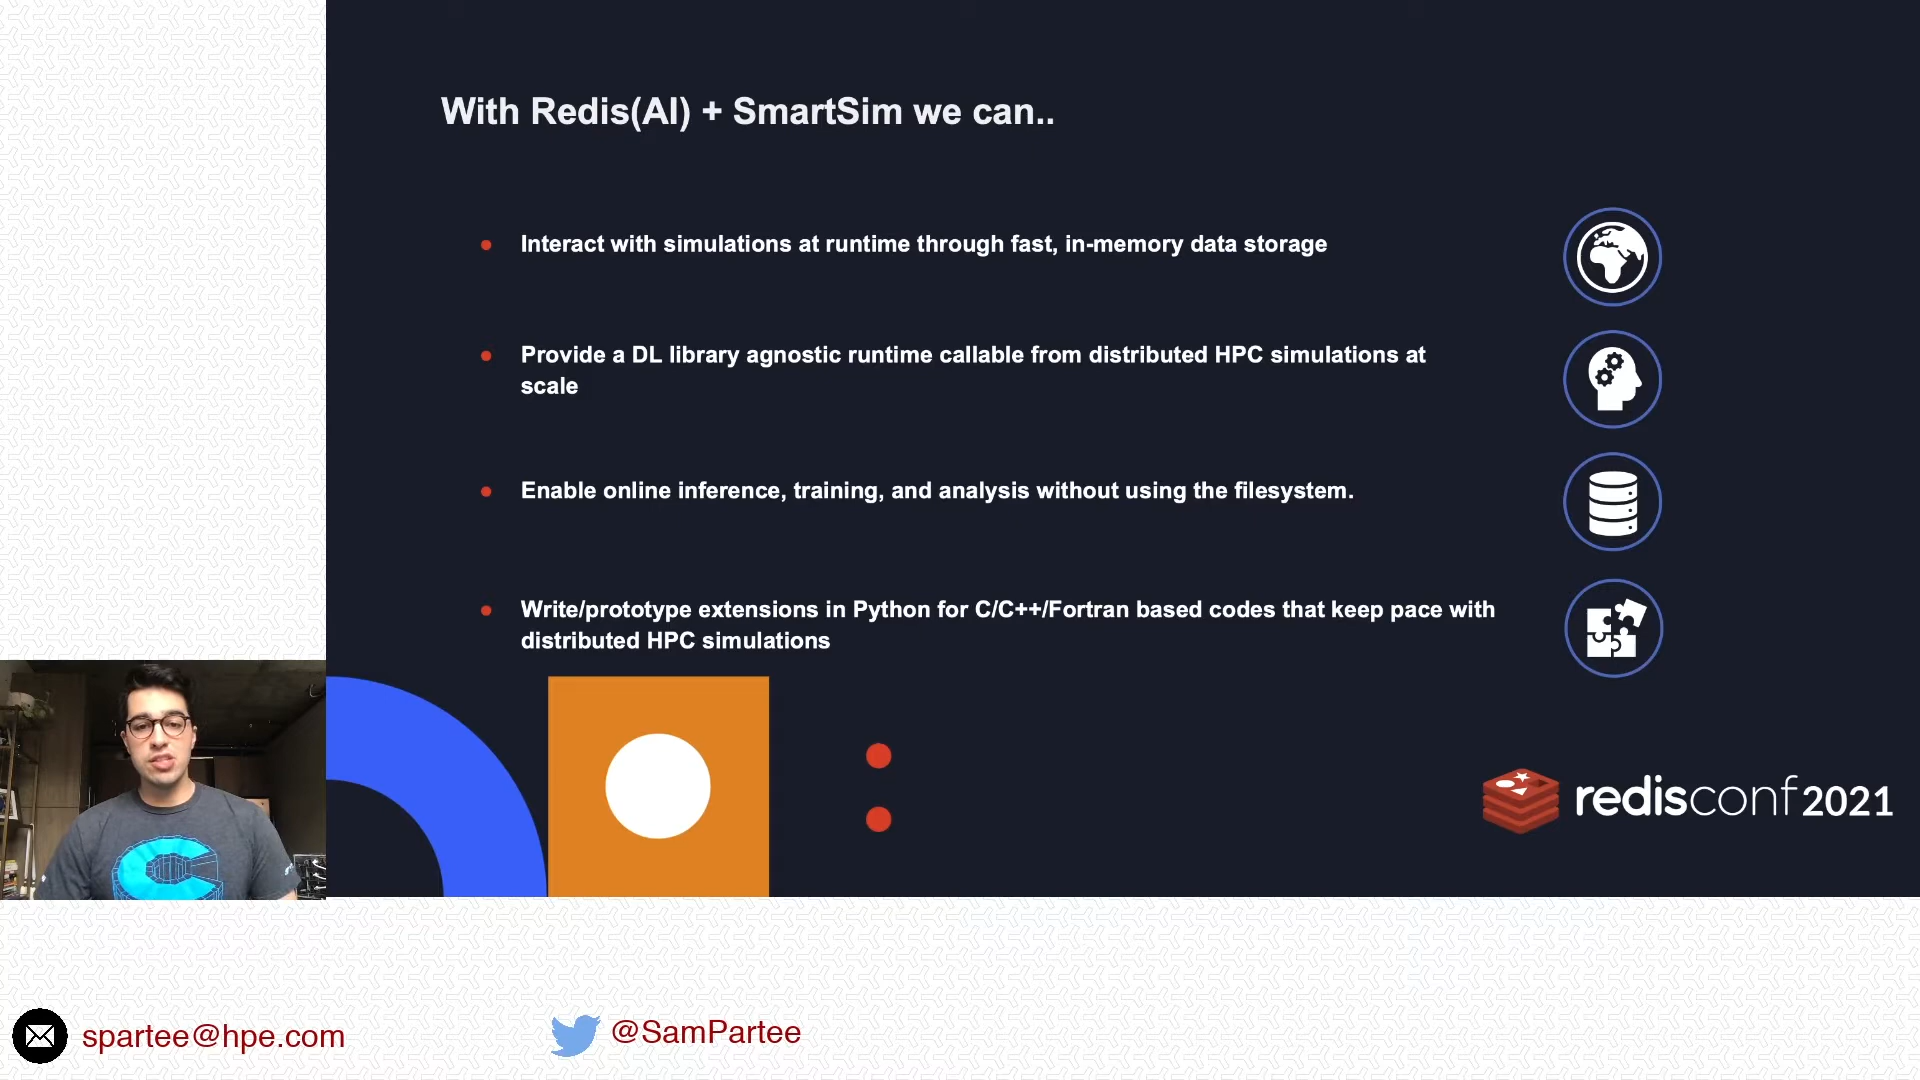 With Redis(AI) + SmartSim we can..
Interact with simulations at runtime through fast, in-memory data storage
Provide a DL library agnostic runtime callable from distributed HPC simulations at
scale
Enable online inference, training, and analysis without using the filesystem.
Write/prototype extensions in Python for C/C++/Fortran based codes that keep pace with
distributed HPC simulations
redisconf 2021
spartee@hpe.com
@SamPartee